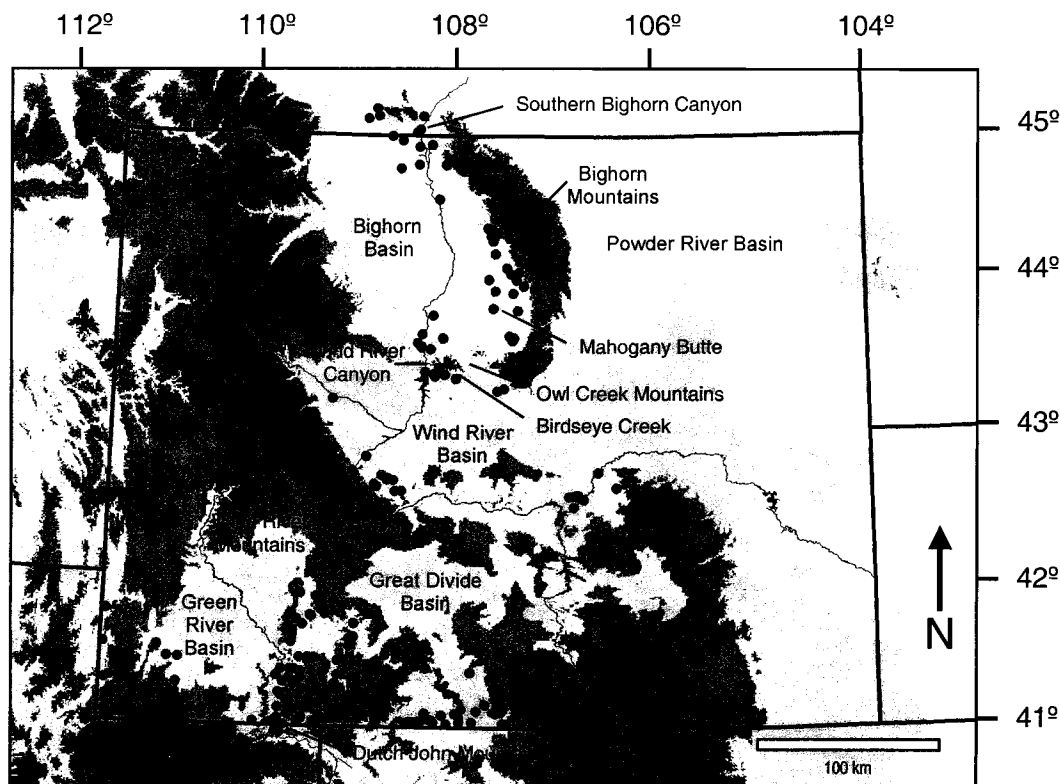 112º 110º 108º 106º 104º
Southern Bighorn Canyon
45º
Bighorn
Mountains
Bighorn
Basin
Powder River Basin
44º
Mahogany Butte
River
Canyon
Owl Creek Mountains
Birdseye Creek
43º
Wind River
Basin
Mountains
Great Divide
Basin
42º
Green
River
Basin
N
41º
Dutch John
100 km